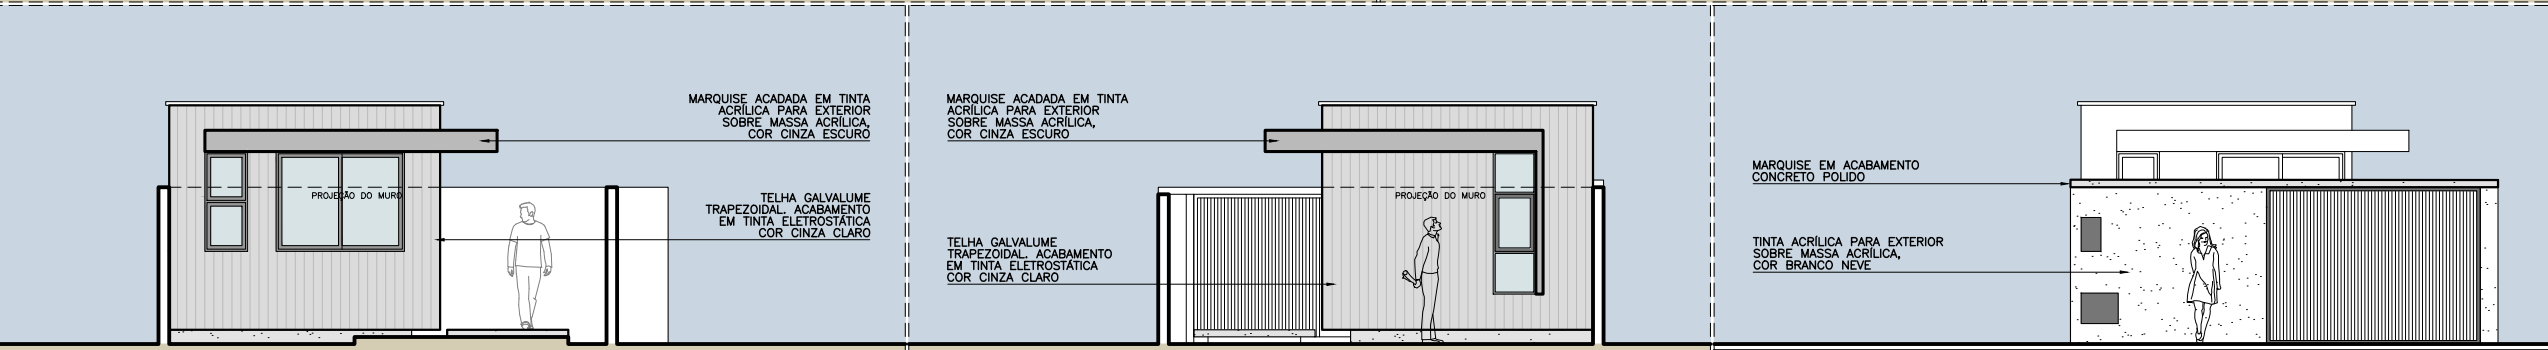 MARQUISE ACADADA EM TINTA
ACRÍLICA PARA EXTERIOR
SOBRE MASSA ACRÍLICA,
COR CINZA ESCURO
PROJEÇÃO DO MURO
TELHA GALVALUME
TRAPEZOIDAL. ACABAMENTO
EM TINTA ELETROSTÁTICA
COR CINZA CLARO
MARQUISE ACADADA EM TINTA
ACRÍLICA PARA EXTERIOR
SOBRE MASSA ACRÍLICA,
COR CINZA ESCURO
PROJEÇÃO DO MURO
TELHA GALVALUME
TRAPEZOIDAL. ACABAMENTO
EM TINTA ELETROSTÁTICA
COR CINZA CLARO
MARQUISE EM ACABAMENTO
CONCRETO POLIDO
TINTA ACRÍLICA PARA EXTERIOR
SOBRE MASSA ACRÍLICA,
COR BRANCO NEVE